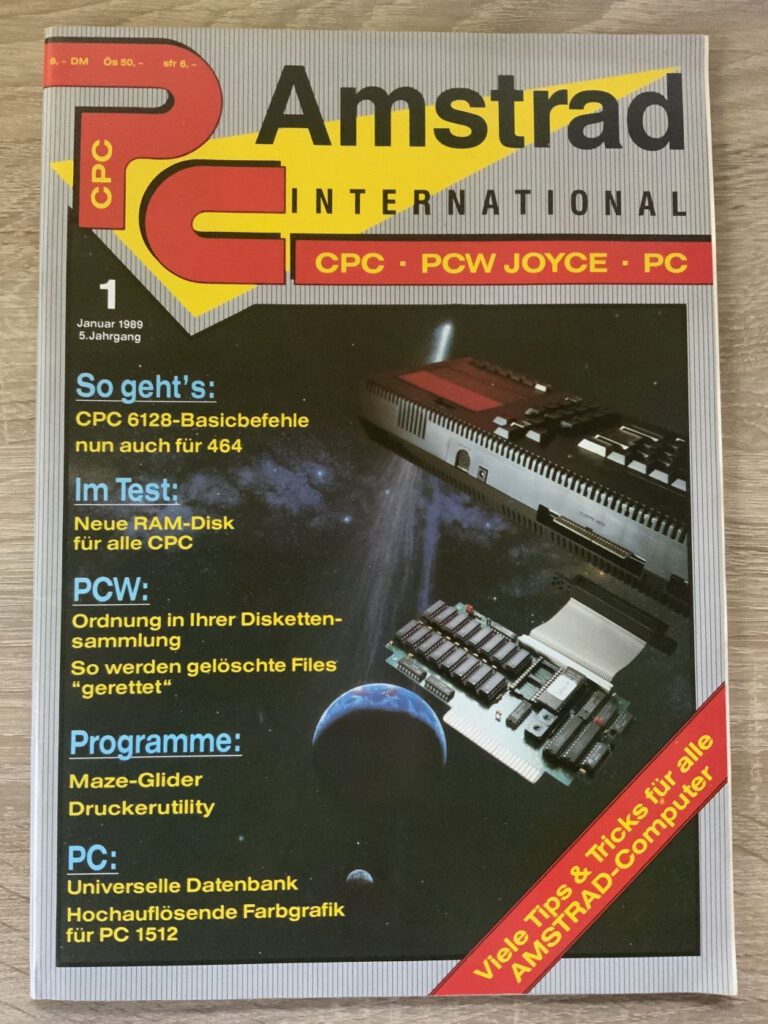 6,- DM Ös 50,- sfr 6,-
PC
CPC
Amstrad
INTERNATIONAL
CPC · PCW JOYCE · PC
1
Januar 1989
5. Jahrgang
So geht's:
CPC 6128-Basicbefehle
nun auch für 464
Im Test:
Neue RAM-Disk
für alle CPC
PCW:
Ordnung in Ihrer Disketten-
sammlung
So werden gelöschte Files
“gerettet“
Programme:
Maze-Glider
Druckerutility
PC:
Universelle Datenbank
Hochauflösende Farbgrafik
für PC 1512
Viele Tips & Tricks für alle
AMSTRAD-Computer